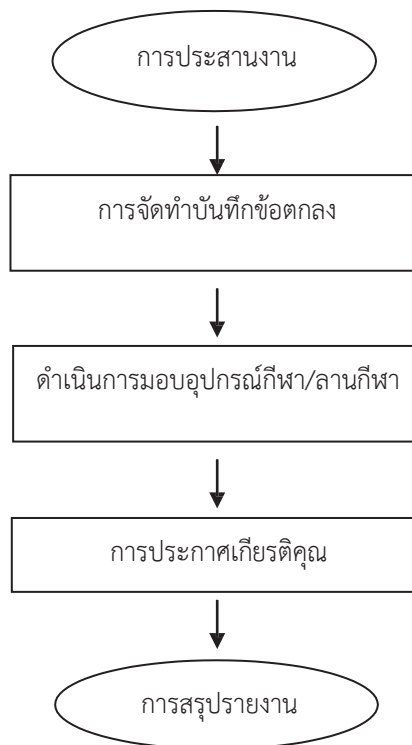 การประสานงาน
การจัดทำบันทึกข้อตกลง
ดำเนินการมอบอุปกรณ์กีฬา/ลานกีฬา
การประกาศเกียรติคุณ
การสรุปรายงาน